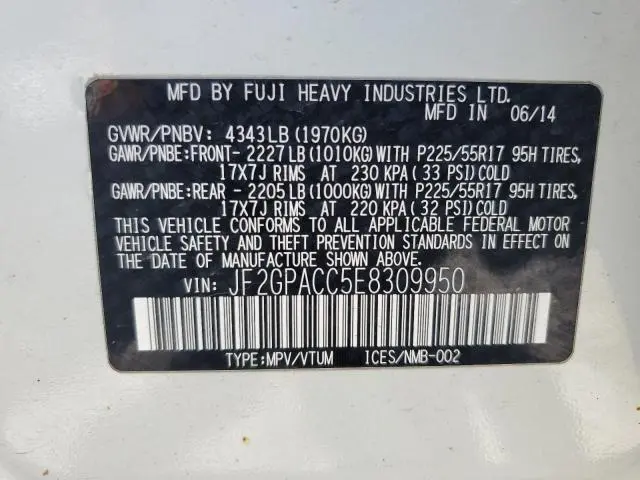 MFD BY FUJI HEAVY INDUSTRIES LTD.
MFD IN 06/14
GVWR/PNBV: 4343LB (1970KG)
GAWR/PNBE:FRONT- 2227LB (1010KG)WITH P225/55R17 95H TIRES,
17X7J RIMS AT 230 KPA ( 33 PSI)COLD
GAWR/PNBE:REAR - 2205LB (1000KG)WITH P225/55R17 95H TIRES,
17X7J RIMS AT 220 KPA ( 32 PSI)COLD
THIS VEHICLE CONFORMS TO ALL APPLICABLE FEDERAL MOTOR
VEHICLE SAFETY AND THEFT PREVENTION STANDARDS IN EFFECT ON
THE DATE OF MANUFACTURE SHOWN ABOVE.
VIN: JF2GPACC5E8309950
TYPE:MPV/VTUM ICES/NMB-002